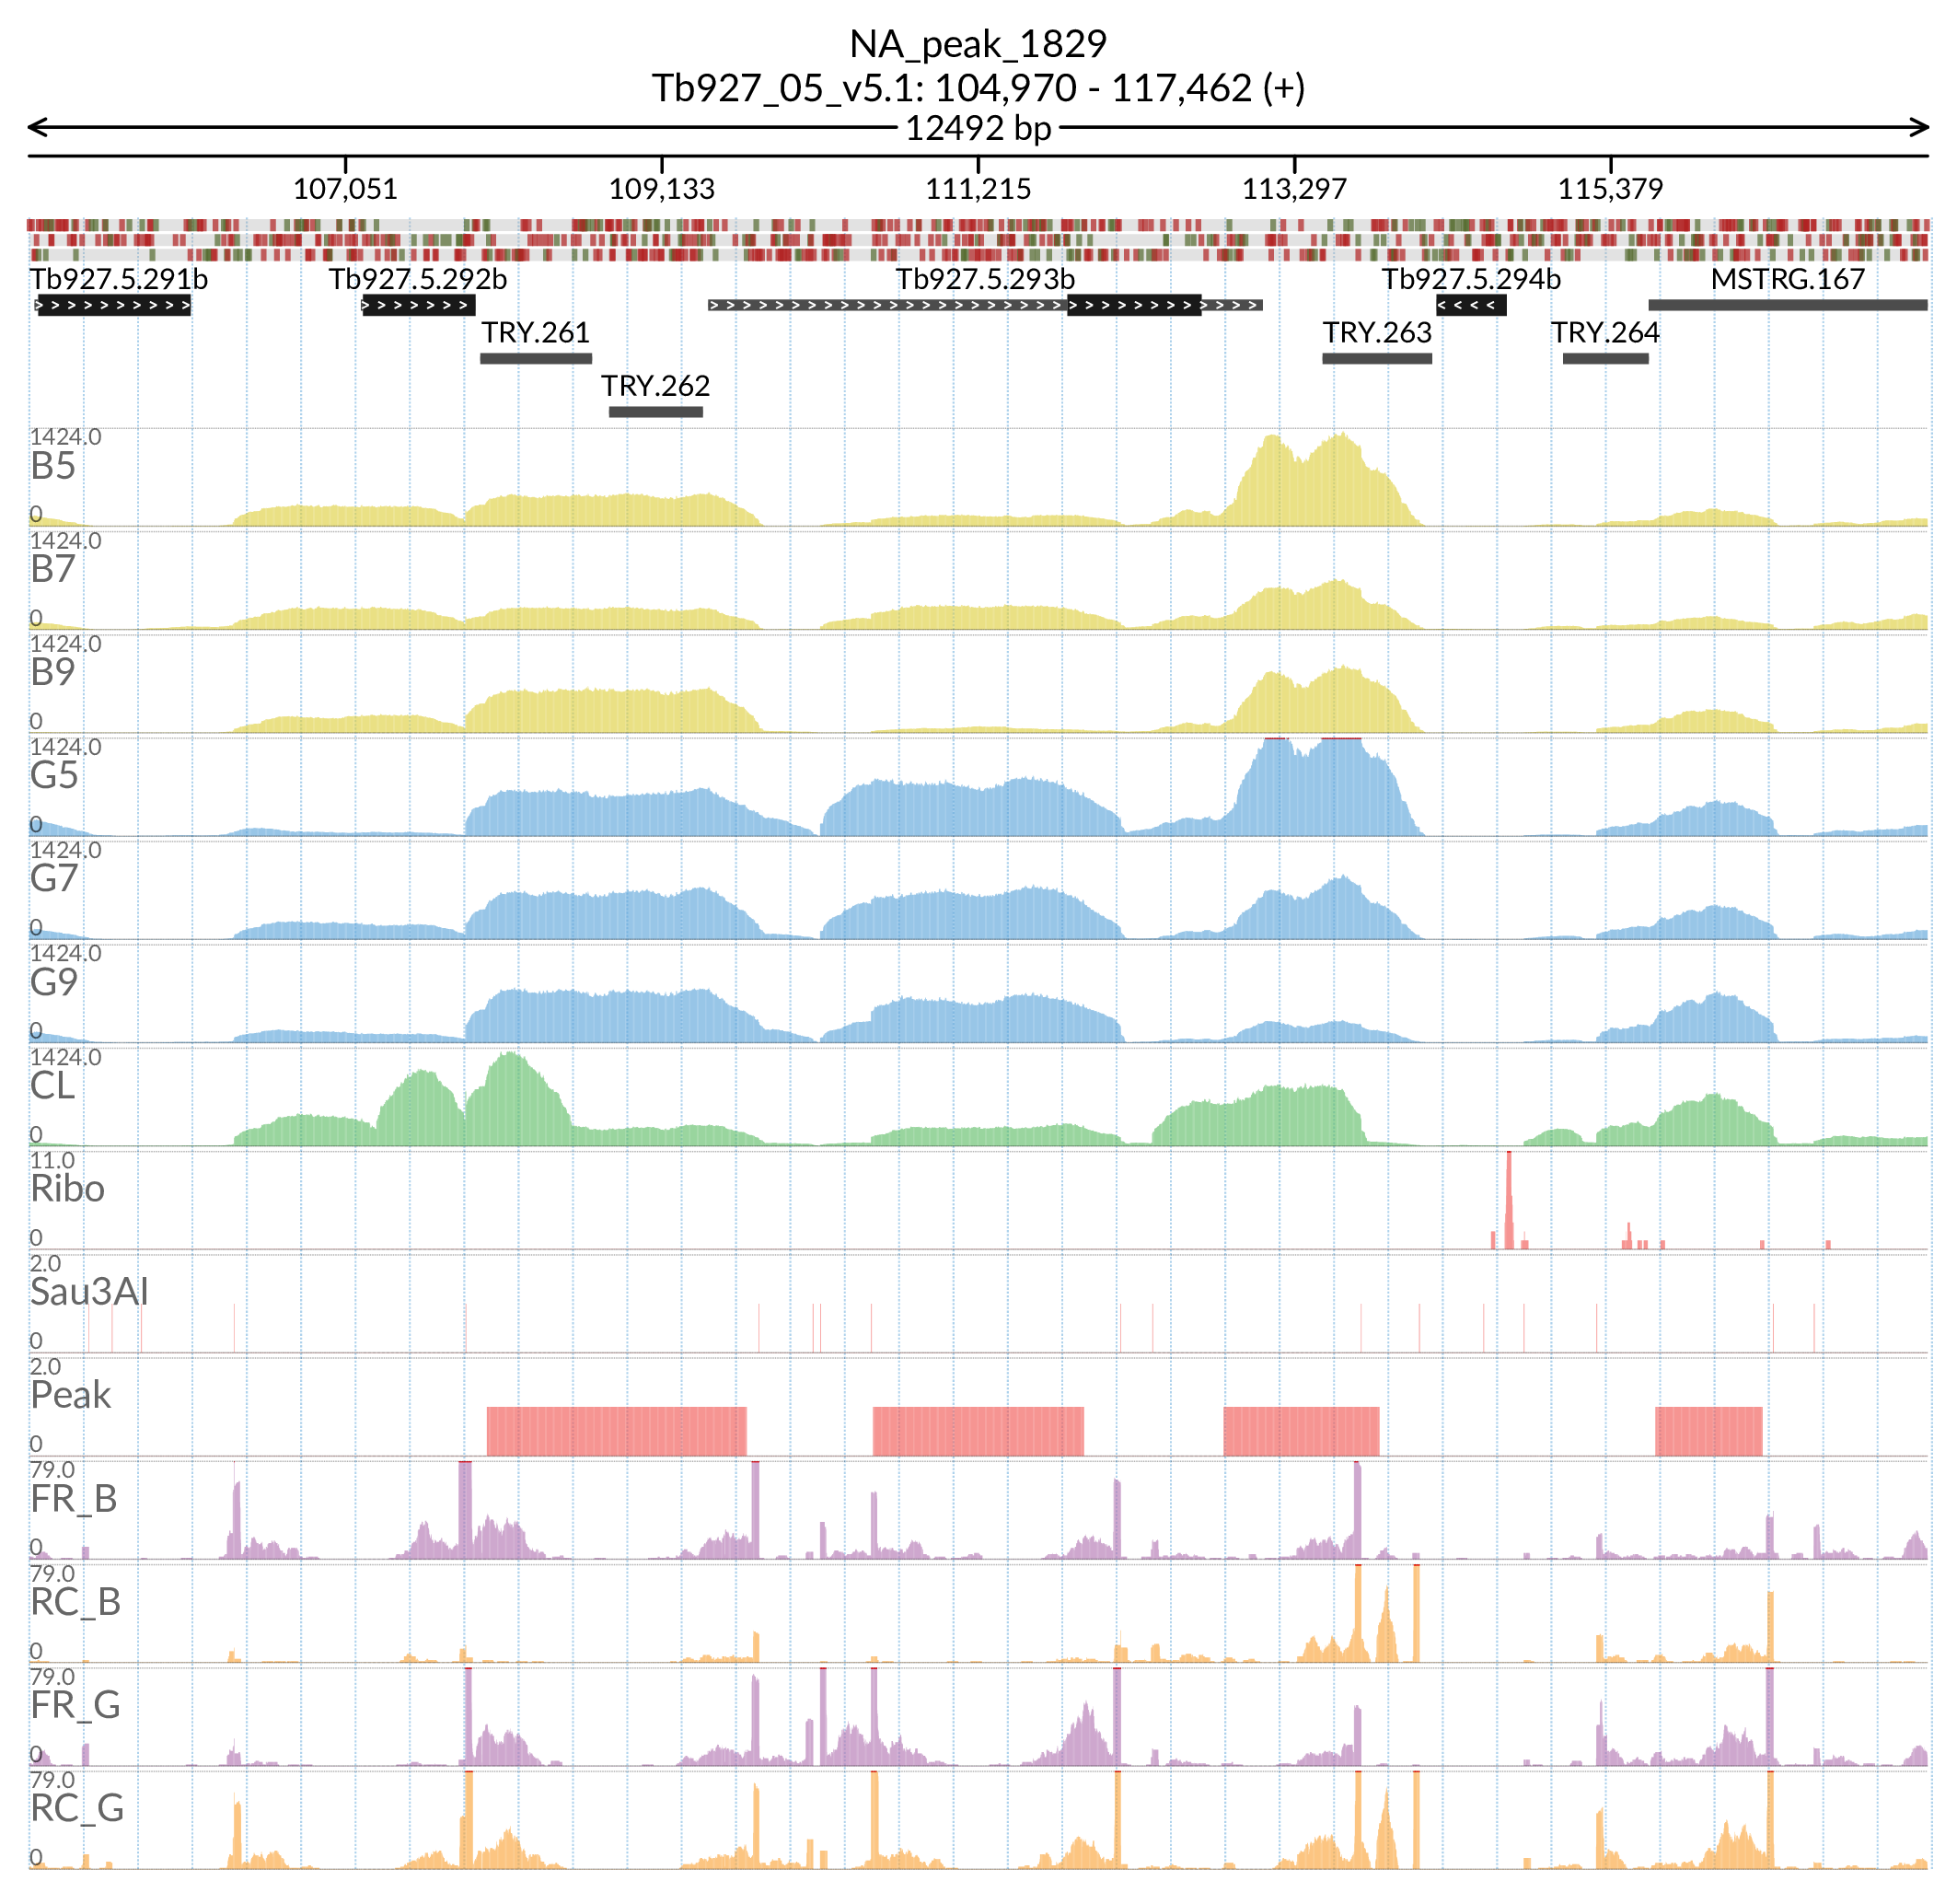 NA_peak_1829
Tb927_05_v5.1: 104,970 - 117,462 (+)
12492 bp
107,051 109,133 111,215 113,297 115,379
Tb927.5.291b Tb927.5.292b Tb927.5.293b Tb927.5.294b MSTRG.167
TRY.261 TRY.263 TRY.264
TRY.262
1424.0
B5
0
1424.0
B7
0
1424.0
B9
0
1424.0
G5
0
1424.0
G7
0
1424.0
G9
0
1424.0
CL
0
11.0
Ribo
0
2.0
Sau3AI
0
2.0
Peak
0
79.0
FR_B
0
79.0
RC_B
0
79.0
FR_G
0
79.0
RC_G
0